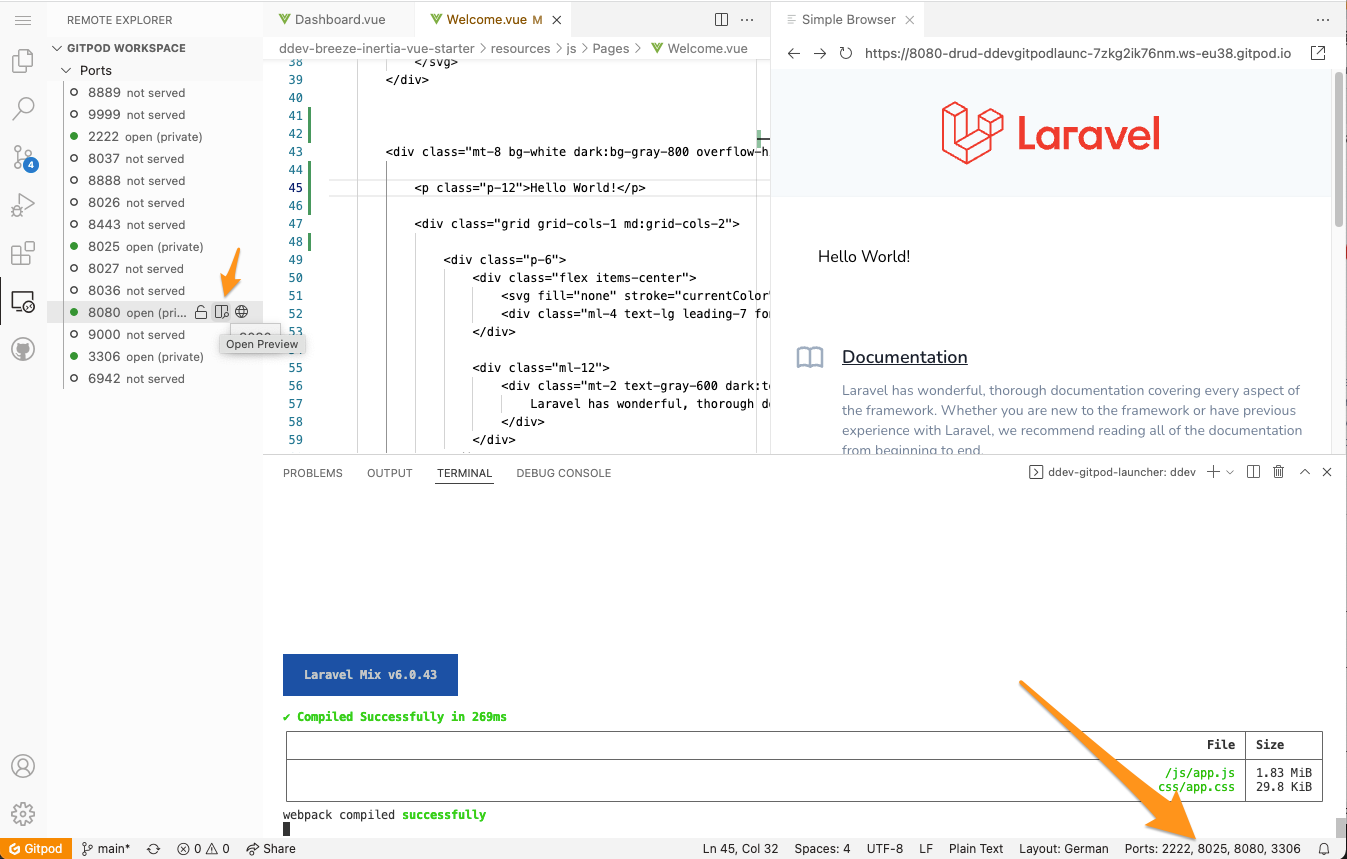 REMOTE EXPLORER
GITPOD WORKSPACE
Ports
8889 not served
9999 not served
2222 open (private)
8037 not served
8888 not served
8026 not served
8443 not served
8025 open (private)
8027 not served
8036 not served
8080 open (pri...
9000 not served
3306 open (private)
6942 not served
Open Preview
4
Dashboard.vue
Welcome.vue M
ddev-breeze-inertia-vue-starter > resources > js > Pages > Welcome.vue
38 </svg>
39 </div>
40
41
42
43 <div class="mt-8 bg-white dark:bg-gray-800 overflow-h
44
45 <p class="p-12">Hello World!</p>
46
47 <div class="grid grid-cols-1 md:grid-cols-2">
48
49 <div class="p-6">
50 <div class="flex items-center">
51 <svg fill="none" stroke="currentColor"
52 <div class="ml-4 text-lg leading-7 fo
53 </div>
55 <div class="ml-12">
56 <div class="mt-2 text-gray-600 dark:te
57 Laravel has wonderful, thorough do
58 </div>
59 </div>
Simple Browser
https://8080-drud-ddevgitpodlaunc-7zkg2ik76nm.ws-eu38.gitpod.io
Laravel
Hello World!
Documentation
Laravel has wonderful, thorough documentation covering every aspect of
the framework. Whether you are new to the framework or have previous
experience with Laravel, we recommend reading all of the documentation
from beginning to end.
PROBLEMS OUTPUT TERMINAL DEBUG CONSOLE
ddev-gitpod-launcher: ddev
Laravel Mix v6.0.43
✔ Compiled Successfully in 269ms
File Size
/js/app.js 1.83 MiB
css/app.css 29.8 KiB
webpack compiled successfully
Gitpod main* 0 0 Share
Ln 45, Col 32 Spaces: 4 UTF-8 LF Plain Text Layout: German Ports: 2222, 8025, 8080, 3306